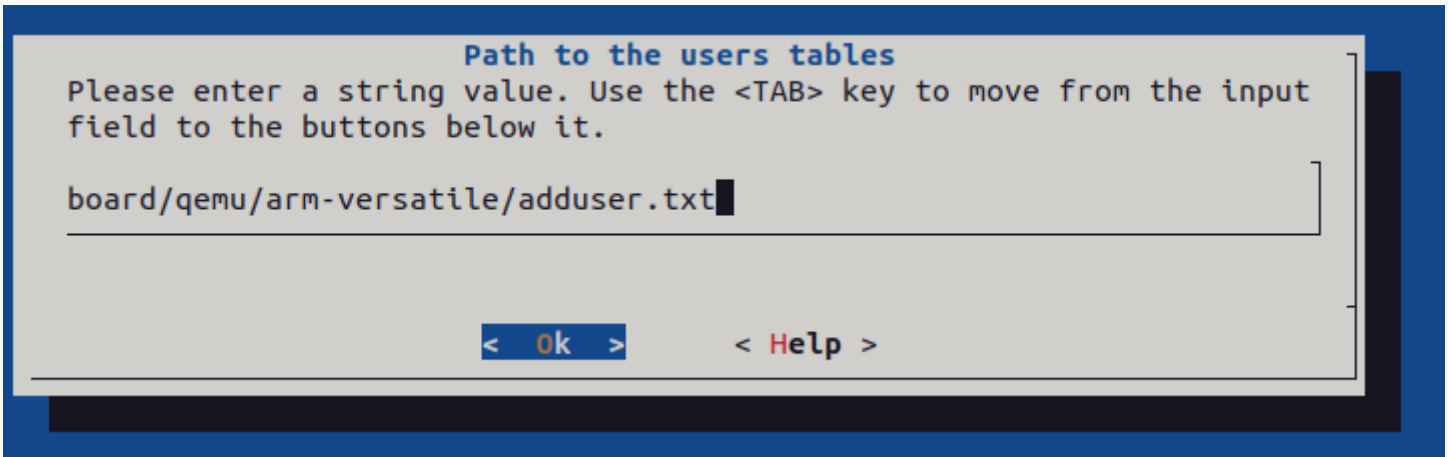 Path to the users tables
Please enter a string value. Use the <TAB> key to move from the input
field to the buttons below it.
board/qemu/arm-versatile/adduser.txt
<  Ok  >      < Help >